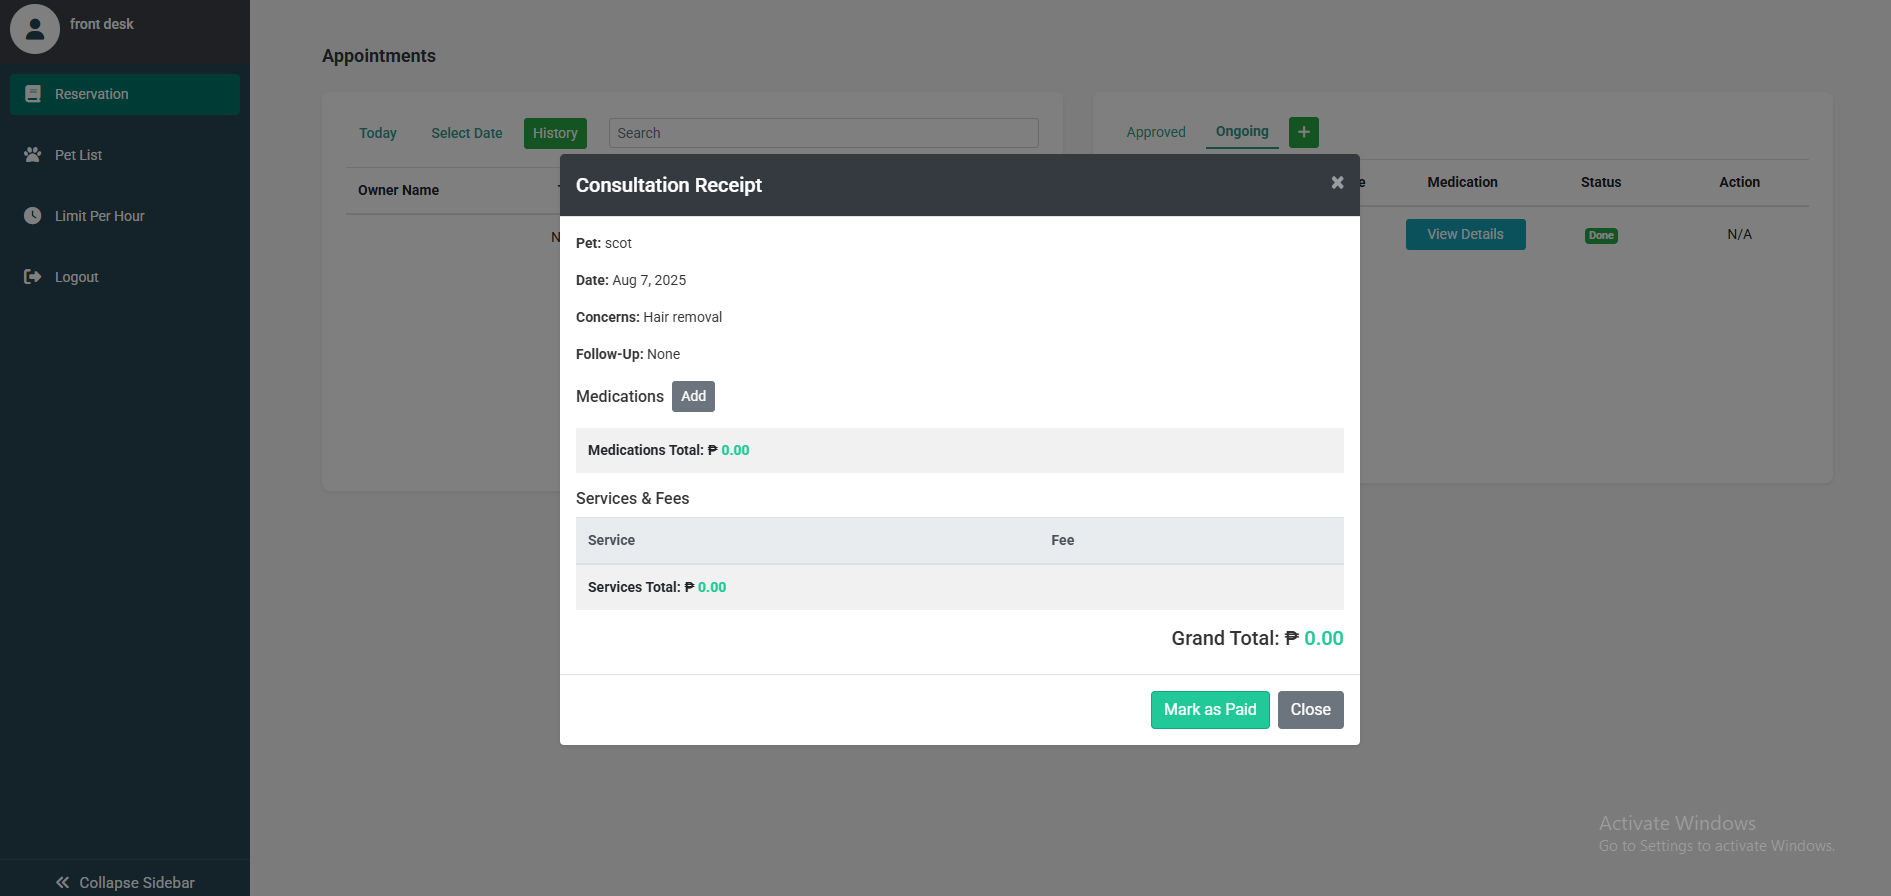 front desk
Reservation
Pet List
Limit Per Hour
Logout
Collapse Sidebar
Appointments
Today Select Date History Search
Owner Name
Approved Ongoing +
Medication Status Action
View Details Done N/A
Consultation Receipt
Pet: scot
Date: Aug 7, 2025
Concerns: Hair removal
Follow-Up: None
Medications Add
Medications Total: ₱ 0.00
Services & Fees
Service Fee
Services Total: ₱ 0.00
Grand Total: ₱ 0.00
Mark as Paid Close
Activate Windows
Go to Settings to activate Windows.